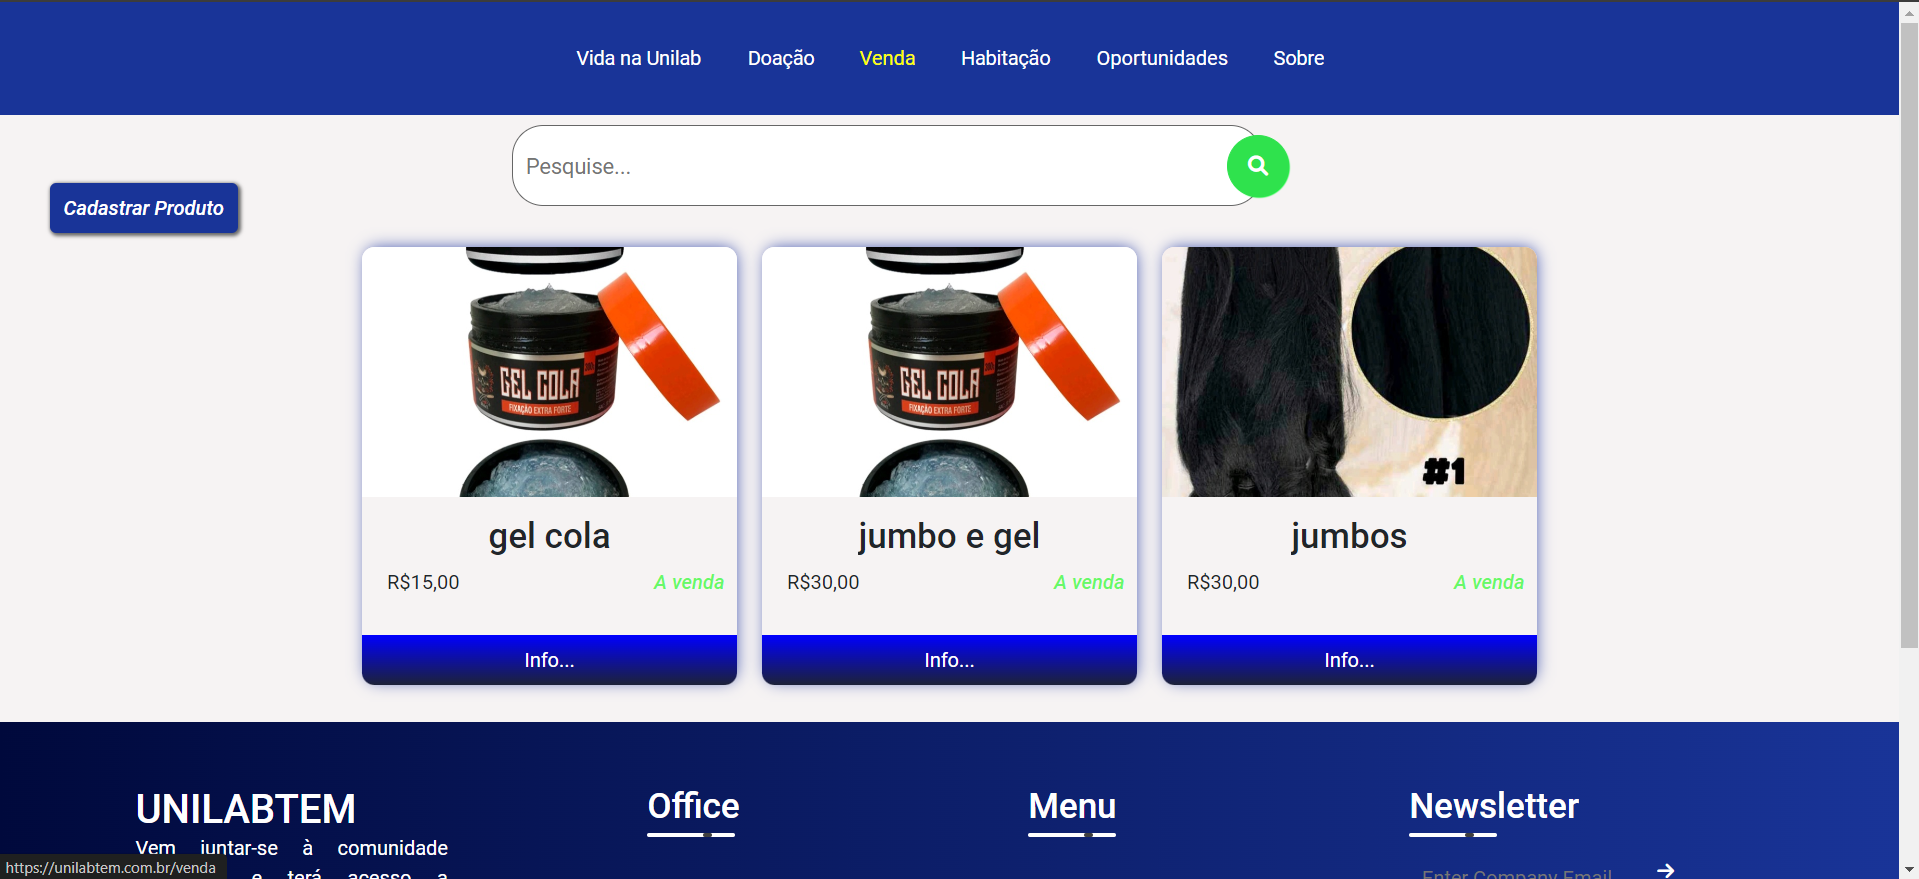 Vida na Unilab Doação Venda Habitação Oportunidades Sobre
Pesquise...
Cadastrar Produto
GEL COLA
FIXAÇÃO EXTRA FORTE
GEL COLA
FIXAÇÃO EXTRA FORTE
#1
gel cola
R$15,00 A venda
Info...
jumbo e gel
R$30,00 A venda
Info...
jumbos
R$30,00 A venda
Info...
UNILABTEM
Vem juntar-se à comunidade
e terá acesso a
Office
Menu
Newsletter
Enter Company Email
https://unilabtem.com.br/venda